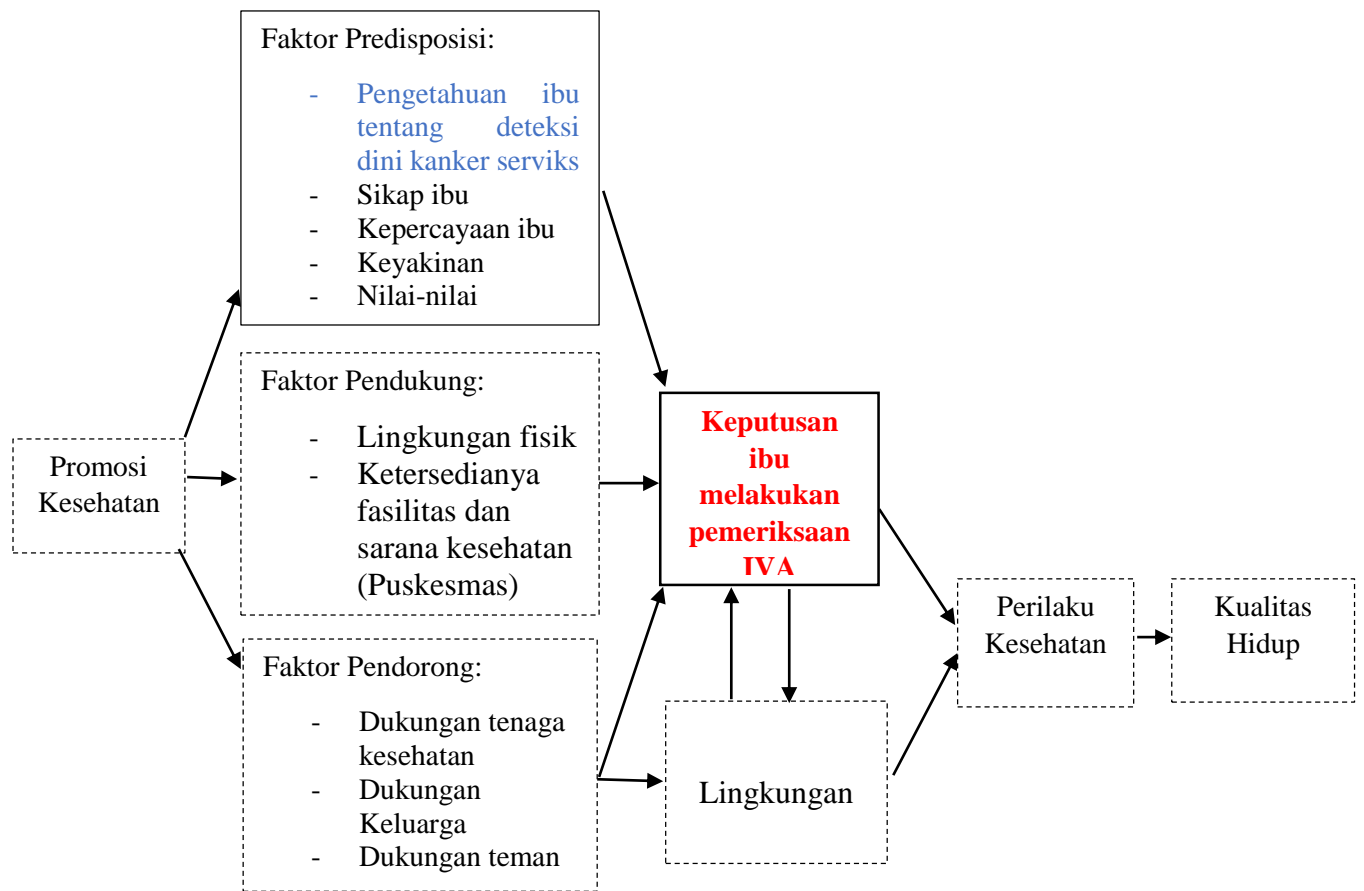 Faktor Predisposisi:
- Pengetahuan ibu
tentang deteksi
dini kanker serviks
- Sikap ibu
- Kepercayaan ibu
- Keyakinan
- Nilai-nilai
Faktor Pendukung:
- Lingkungan fisik
- Ketersedianya
fasilitas dan
sarana kesehatan
(Puskesmas)
Promosi
Kesehatan
Keputusan
ibu
melakukan
pemeriksaan
IVA
Faktor Pendorong:
- Dukungan tenaga
kesehatan
- Dukungan
Keluarga
- Dukungan teman
Lingkungan
Perilaku
Kesehatan
Kualitas
Hidup